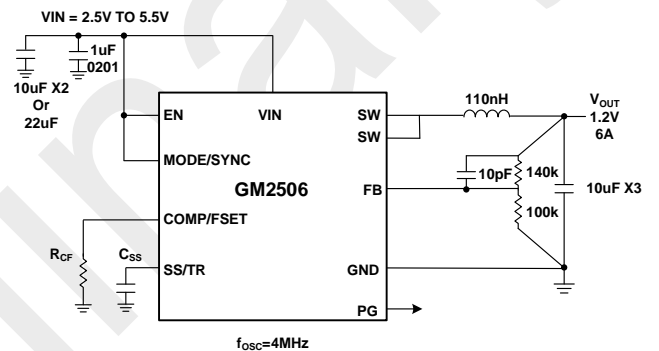 VIN = 2.5V TO 5.5V
1uF
0201
10uF X2
Or
22uF
EN
VIN
SW
SW
110nH
VOUT
1.2V
6A
MODE/SYNC
GM2506
FB
10pF
140k
100k
10uF X3
COMP/FSET
RCF
CSS
SS/TR
GND
PG
fOSC=4MHz